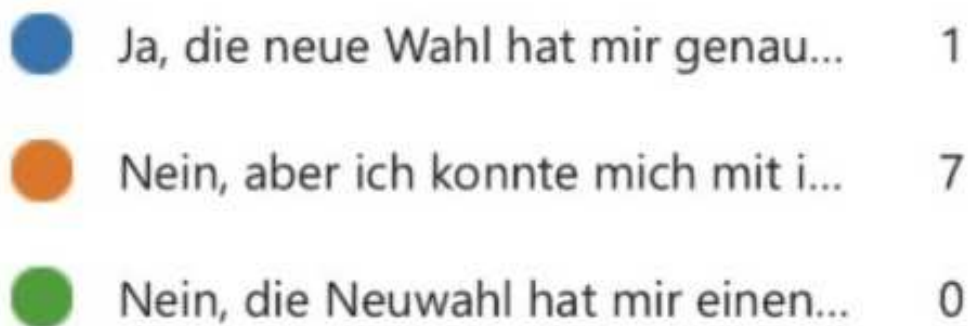 Ja, die neue Wahl hat mir genau... 1
Nein, aber ich konnte mich mit i... 7
Nein, die Neuwahl hat mir einen... 0